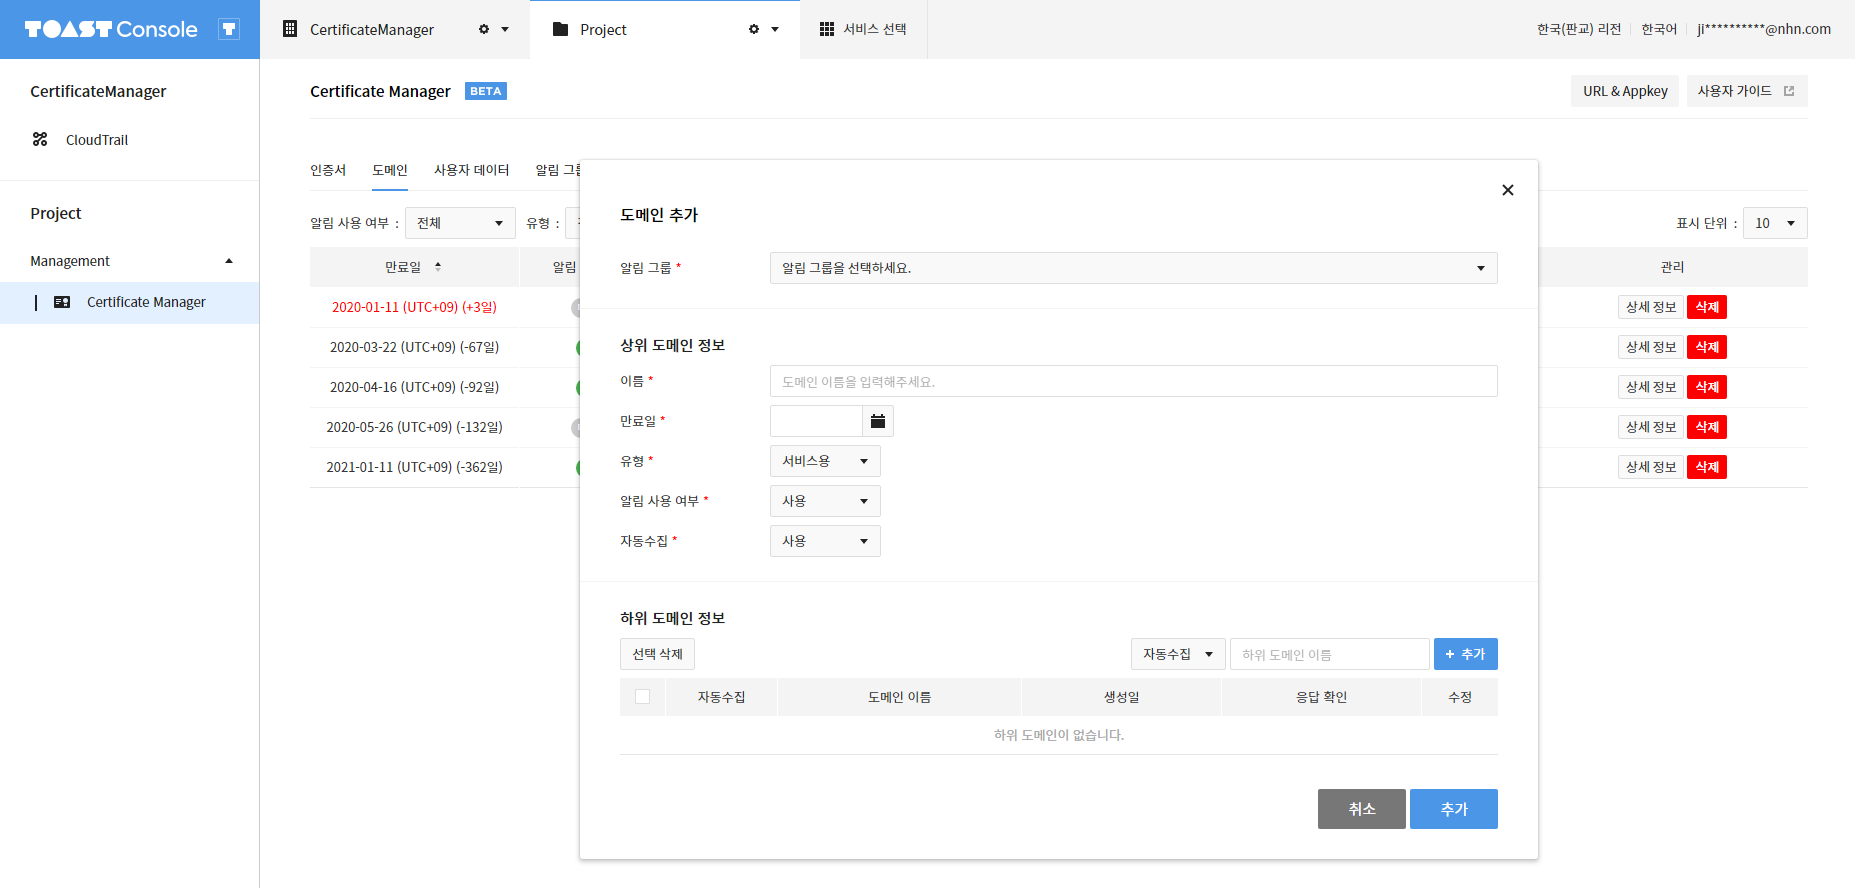 TOAST Console
CertificateManager
Project
서비스 선택
한국(판교) 리전
한국어
ji**********@nhn.com
CertificateManager
CloudTrail
Project
Management
Certificate Manager
Certificate Manager BETA
URL & Appkey
사용자 가이드
인증서 도메인 사용자 데이터 알림
알림 사용 여부 : 전체 유형 :
표시 단위 : 10
만료일 알림 관리
2020-01-11 (UTC+09) (+3일) 상세 정보 삭제
2020-03-22 (UTC+09) (-67일) 상세 정보 삭제
2020-04-16 (UTC+09) (-92일) 상세 정보 삭제
2020-05-26 (UTC+09) (-132일) 상세 정보 삭제
2021-01-11 (UTC+09) (-362일) 상세 정보 삭제
도메인 추가
알림 그룹 * 알림 그룹을 선택하세요.
상위 도메인 정보
이름 * 도메인 이름을 입력해주세요.
만료일 *
유형 * 서비스용
알림 사용 여부 * 사용
자동수집 * 사용
하위 도메인 정보
선택 삭제 자동수집 하위 도메인 이름 + 추가
자동수집 도메인 이름 생성일 응답 확인 수정
하위 도메인이 없습니다.
취소 추가